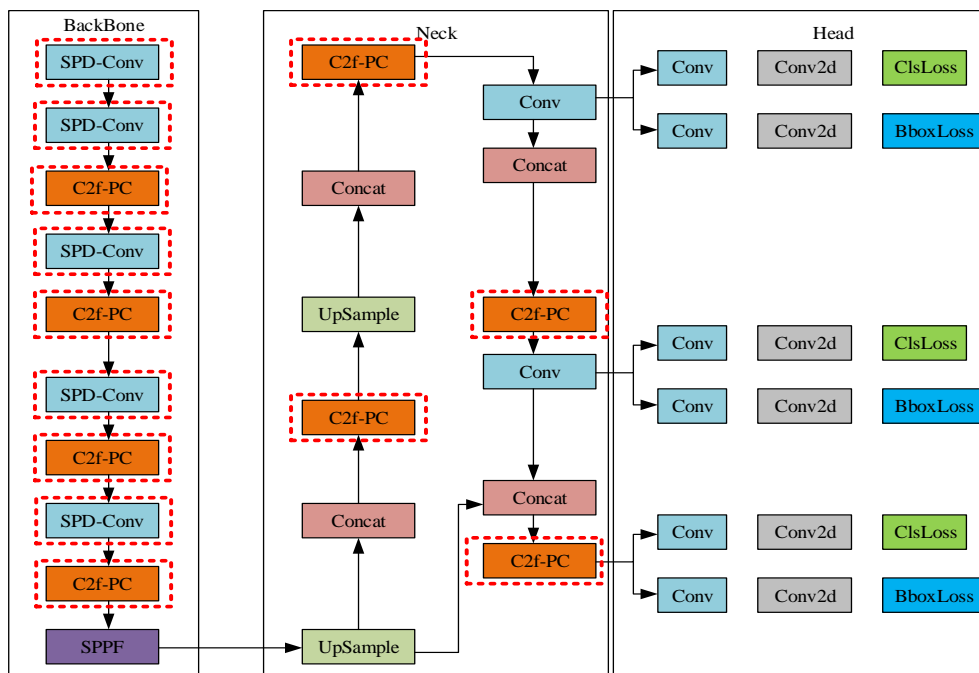 BackBone
SPD-Conv
SPD-Conv
C2f-PC
SPD-Conv
C2f-PC
SPD-Conv
C2f-PC
SPD-Conv
C2f-PC
SPPF
Neck
C2f-PC
Concat
UpSample
C2f-PC
Concat
UpSample
Conv
Concat
C2f-PC
Conv
Concat
C2f-PC
Head
Conv Conv2d ClsLoss
Conv Conv2d BboxLoss
Conv Conv2d ClsLoss
Conv Conv2d BboxLoss
Conv Conv2d ClsLoss
Conv Conv2d BboxLoss